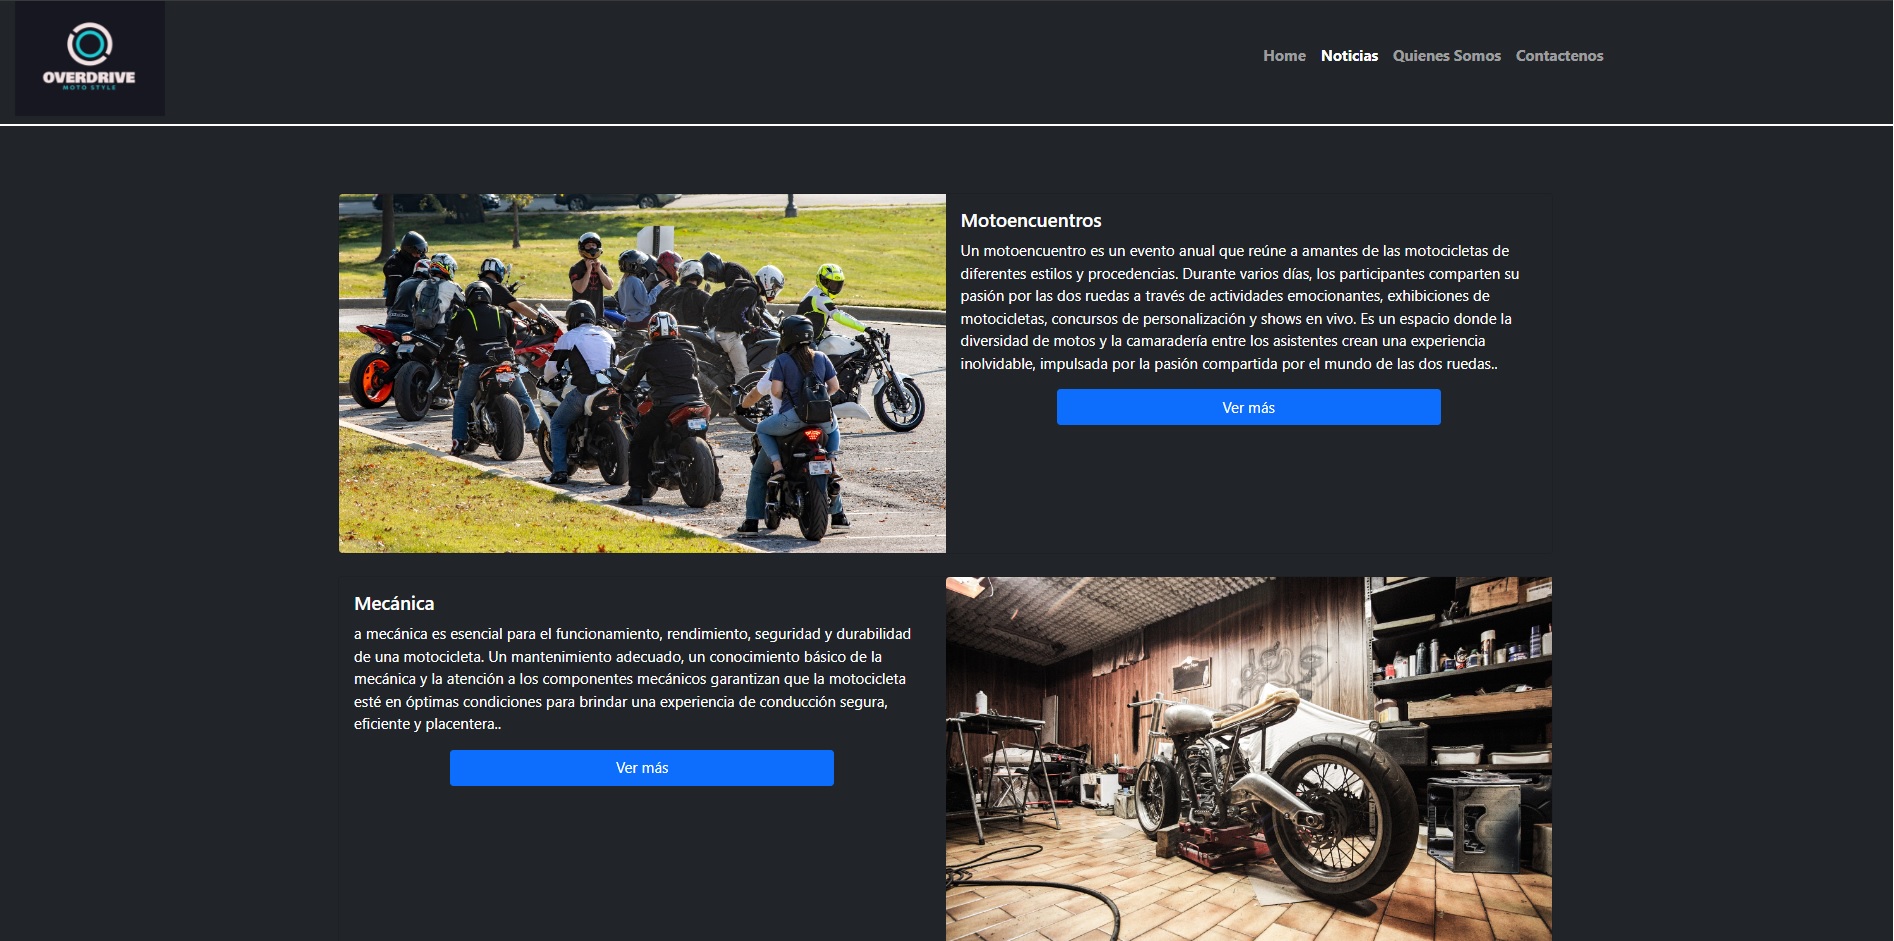 OVERDRIVE
MOTO STYLE
Home Noticias Quienes Somos Contactenos
Motoencuentros
Un motoencuentro es un evento anual que reúne a amantes de las motocicletas de
diferentes estilos y procedencias. Durante varios días, los participantes comparten su
pasión por las dos ruedas a través de actividades emocionantes, exhibiciones de
motocicletas, concursos de personalización y shows en vivo. Es un espacio donde la
diversidad de motos y la camaradería entre los asistentes crean una experiencia
inolvidable, impulsada por la pasión compartida por el mundo de las dos ruedas..
Ver más
Mecánica
a mecánica es esencial para el funcionamiento, rendimiento, seguridad y durabilidad
de una motocicleta. Un mantenimiento adecuado, un conocimiento básico de la
mecánica y la atención a los componentes mecánicos garantizan que la motocicleta
esté en óptimas condiciones para brindar una experiencia de conducción segura,
eficiente y placentera..
Ver más